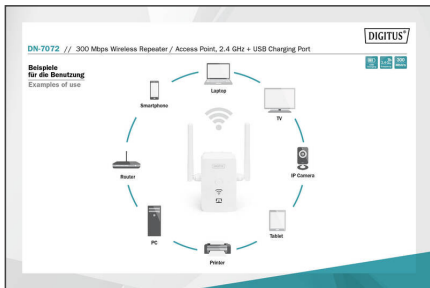 DIGITUS®
DN-7072 // 300 Mbps Wireless Repeater / Access Point, 2.4 GHz + USB Charging Port
Beispiele
für die Benutzung
Examples of use
300
Laptop
Smartphone
TV
Router
IP Camera
PC
Tablet
Printer